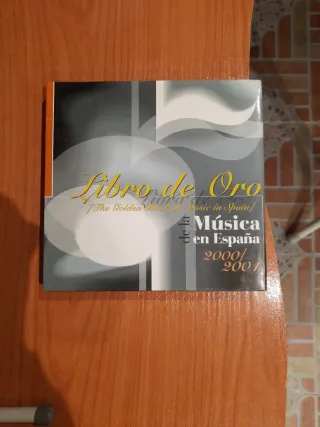 Libro de Oro
[The Golden Book of Music in Spain]
de la Música
en España
2000/
2001